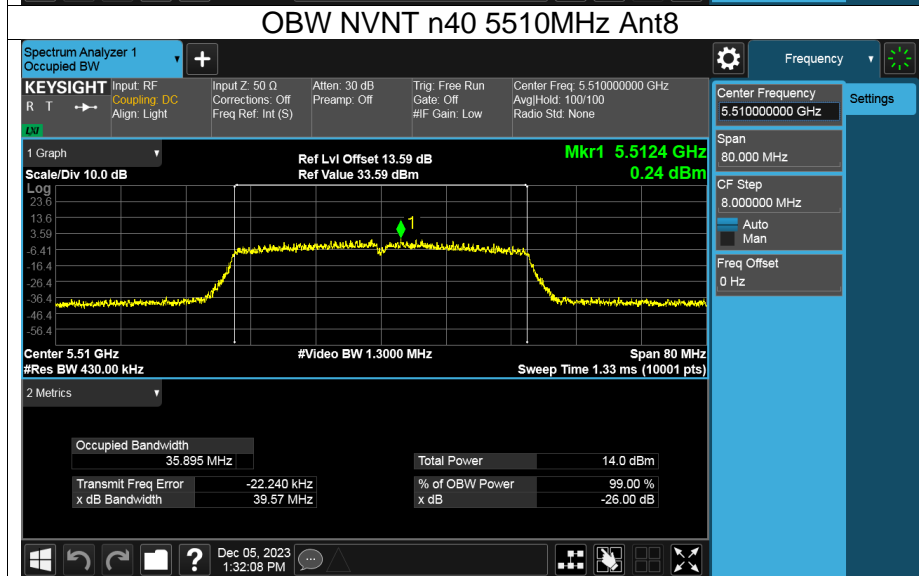 OBW NVNT n40 5510MHz Ant8
Spectrum Analyzer 1
Occupied BW
+
Frequency
KEYSIGHT
R T
LXI
Input: RF
Coupling: DC
Align: Light
Input Z: 50 Ω
Corrections: Off
Freq Ref: Int (S)
Atten: 30 dB
Preamp: Off
Trig: Free Run
Gate: Off
#IF Gain: Low
Center Freq: 5.510000000 GHz
Avg|Hold: 100/100
Radio Std: None
Center Frequency
5.510000000 GHz
Settings
Span
80.000 MHz
CF Step
8.000000 MHz
Auto
Man
Freq Offset
0 Hz
1 Graph
Scale/Div 10.0 dB
Ref Lvl Offset 13.59 dB
Ref Value 33.59 dBm
Mkr1 5.5124 GHz
0.24 dBm
Log
23.6
13.6
3.59
-6.41
-16.4
-26.4
-36.4
-46.4
-56.4
1
Center 5.51 GHz
#Video BW 1.3000 MHz
Span 80 MHz
#Res BW 430.00 kHz
Sweep Time 1.33 ms (10001 pts)
2 Metrics
Occupied Bandwidth
35.895 MHz
Total Power 14.0 dBm
Transmit Freq Error -22.240 kHz
% of OBW Power 99.00 %
x dB Bandwidth 39.57 MHz
x dB -26.00 dB
?
Dec 05, 2023
1:32:08 PM